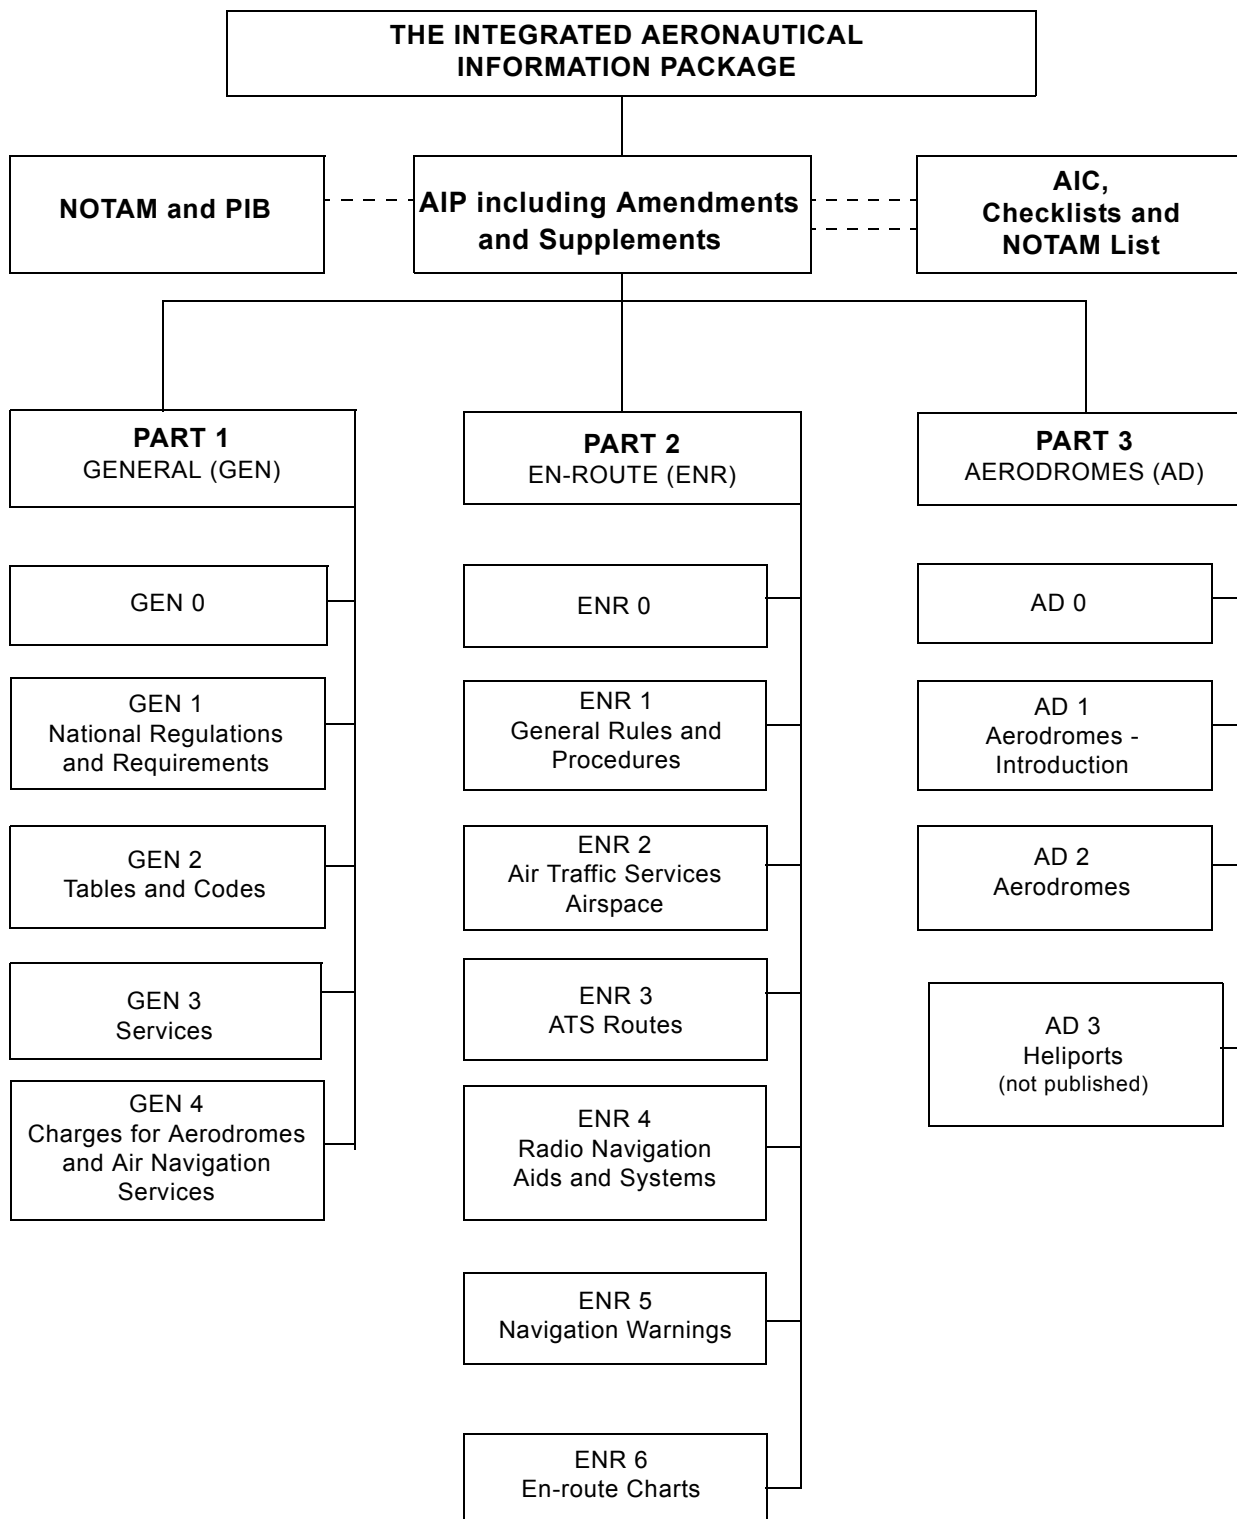 THE INTEGRATED AERONAUTICAL
INFORMATION PACKAGE
NOTAM and PIB
AIP including Amendments
and Supplements
AIC,
Checklists and
NOTAM List
PART 1
GENERAL (GEN)
PART 2
EN-ROUTE (ENR)
PART 3
AERODROMES (AD)
GEN 0
GEN 1
National Regulations
and Requirements
GEN 2
Tables and Codes
GEN 3
Services
GEN 4
Charges for Aerodromes
and Air Navigation
Services
ENR 0
ENR 1
General Rules and
Procedures
ENR 2
Air Traffic Services
Airspace
ENR 3
ATS Routes
ENR 4
Radio Navigation
Aids and Systems
ENR 5
Navigation Warnings
ENR 6
En-route Charts
AD 0
AD 1
Aerodromes -
Introduction
AD 2
Aerodromes
AD 3
Heliports
(not published)